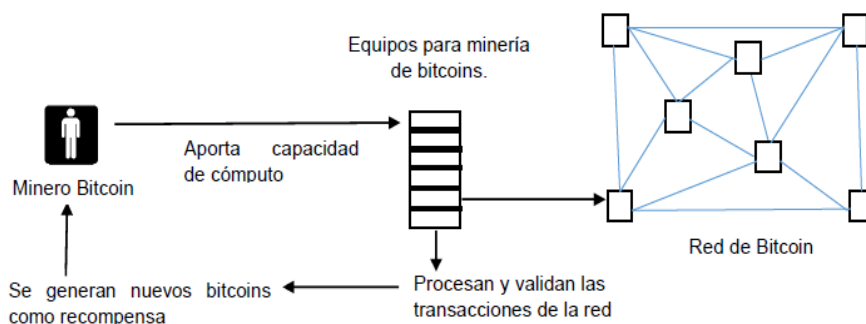 Equipos para minería
de bitcoins.
Aporta capacidad
de cómputo
Minero Bitcoin
Red de Bitcoin
Se generan nuevos bitcoins
como recompensa
Procesan y validan las
transacciones de la red